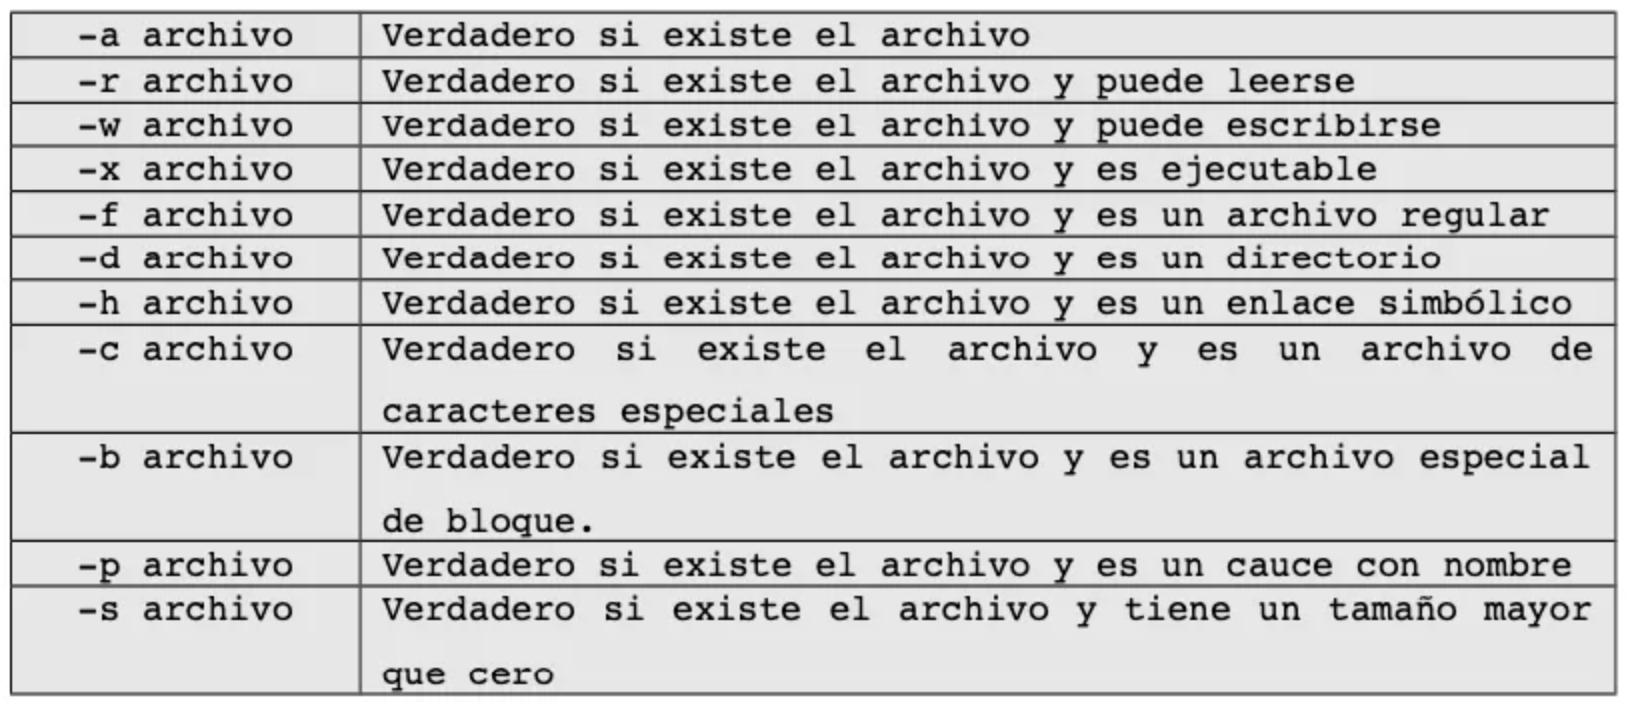 -a archivo Verdadero si existe el archivo
-r archivo Verdadero si existe el archivo y puede leerse
-w archivo Verdadero si existe el archivo y puede escribirse
-x archivo Verdadero si existe el archivo y es ejecutable
-f archivo Verdadero si existe el archivo y es un archivo regular
-d archivo Verdadero si existe el archivo y es un directorio
-h archivo Verdadero si existe el archivo y es un enlace simbólico
-c archivo Verdadero si existe el archivo y es un archivo de
caracteres especiales
-b archivo Verdadero si existe el archivo y es un archivo especial
de bloque.
-p archivo Verdadero si existe el archivo y es un cauce con nombre
-s archivo Verdadero si existe el archivo y tiene un tamaño mayor
que cero